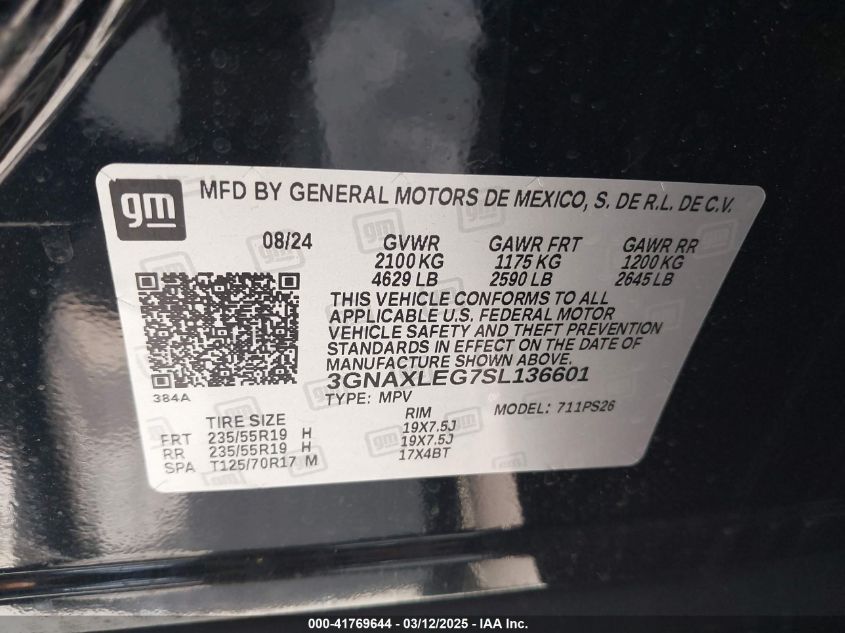 gm
MFD BY GENERAL MOTORS DE MEXICO, S. DE R.L. DE C.V.
08/24 GVWR GAWR FRT GAWR RR
2100 KG 1175 KG 1200 KG
4629 LB 2590 LB 2645 LB
THIS VEHICLE CONFORMS TO ALL
APPLICABLE U.S. FEDERAL MOTOR
VEHICLE SAFETY AND THEFT PREVENTION
STANDARDS IN EFFECT ON THE DATE OF
MANUFACTURE SHOWN ABOVE.
384A 3GNAXLEG7SL136601
TYPE: MPV MODEL: 711PS26
TIRE SIZE RIM
FRT 235/55R19 H 19X7.5J
RR 235/55R19 H 19X7.5J
SPA T125/70R17 M 17X4BT
000-41769644 - 03/12/2025 - IAA Inc.